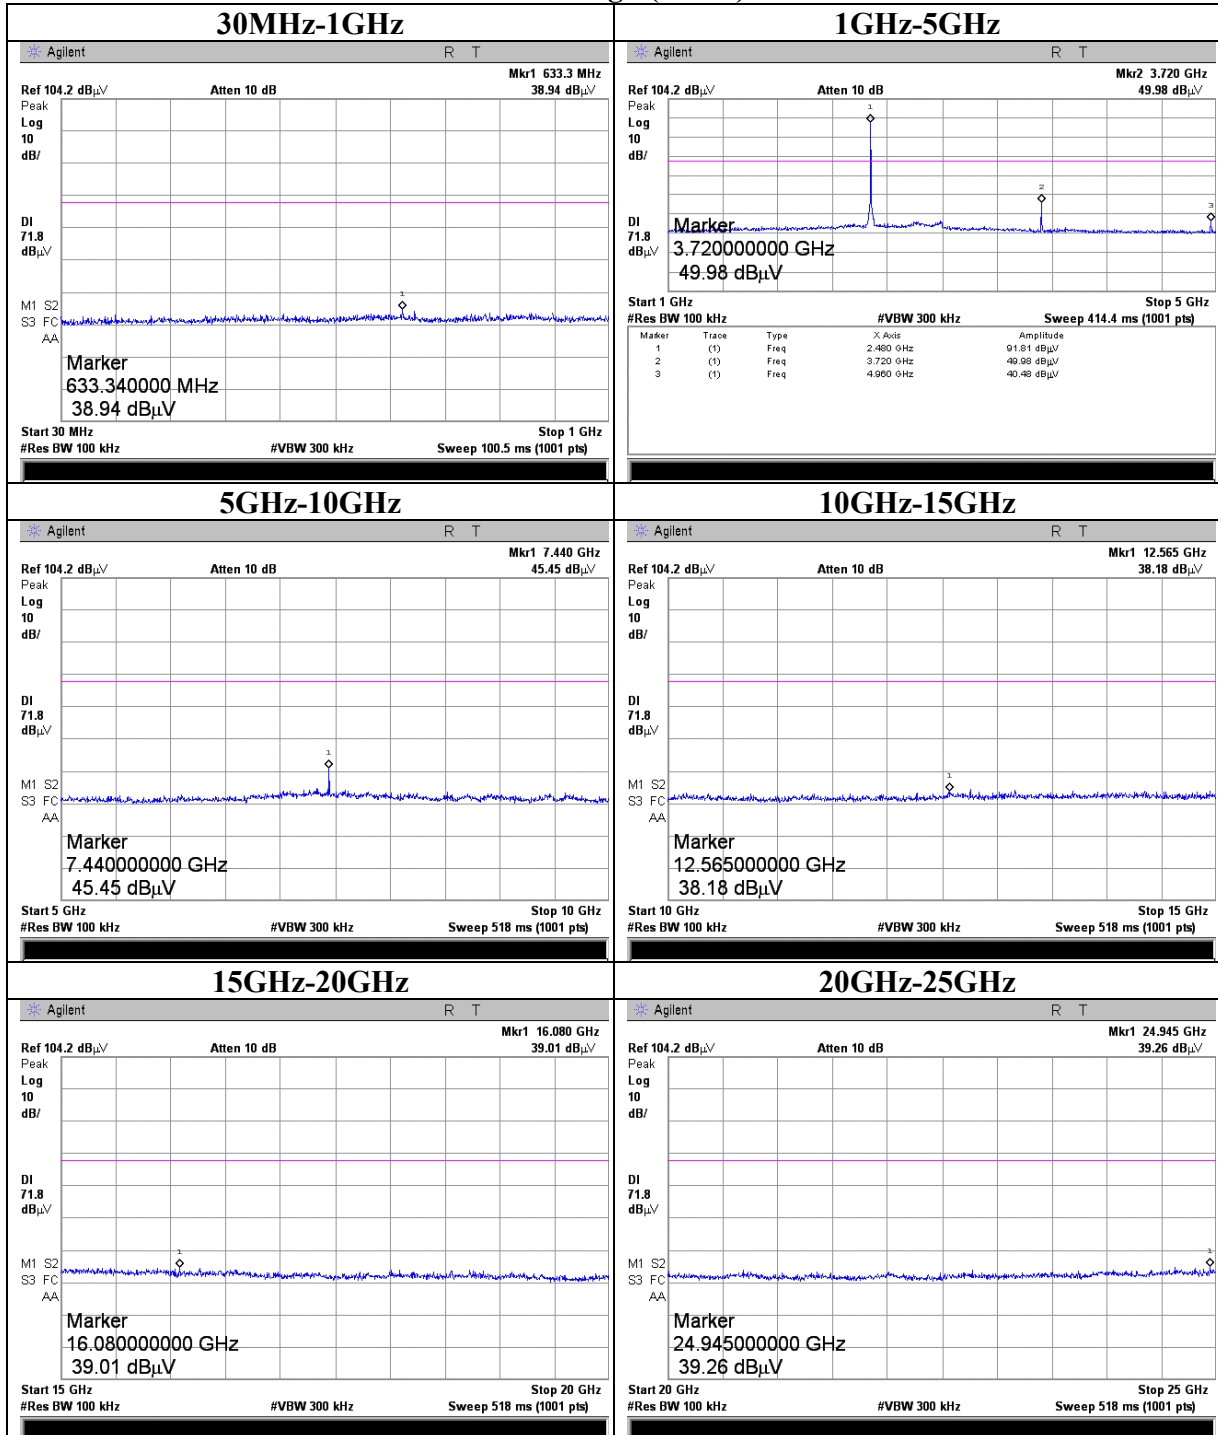 30MHz-1GHz
Agilent R T
Mkr1 633.3 MHz
Ref 104.2 dBµV Atten 10 dB 38.94 dBµV
Peak
Log
10
dB/
DI
71.8
dBµV
1
M1 S2
S3 FC
AA
Marker
633.340000 MHz
38.94 dBµV
Start 30 MHz Stop 1 GHz
#Res BW 100 kHz #VBW 300 kHz Sweep 100.5 ms (1001 pts)
1GHz-5GHz
Agilent R T
Mkr2 3.720 GHz
Ref 104.2 dBµV Atten 10 dB 49.98 dBµV
Peak
Log
10
dB/
1
2
3
DI
71.8
dBµV
Marker
3.720000000 GHz
49.98 dBµV
Start 1 GHz Stop 5 GHz
#Res BW 100 kHz #VBW 300 kHz Sweep 414.4 ms (1001 pts)
Marker Trace Type X Axis Amplitude
1 (1) Freq 2.480 GHz 91.81 dBµV
2 (1) Freq 3.720 GHz 49.98 dBµV
3 (1) Freq 4.960 GHz 40.48 dBµV
5GHz-10GHz
Agilent R T
Mkr1 7.440 GHz
Ref 104.2 dBµV Atten 10 dB 45.45 dBµV
Peak
Log
10
dB/
DI
71.8
dBµV
1
M1 S2
S3 FC
AA
Marker
7.440000000 GHz
45.45 dBµV
Start 5 GHz Stop 10 GHz
#Res BW 100 kHz #VBW 300 kHz Sweep 518 ms (1001 pts)
10GHz-15GHz
Agilent R T
Mkr1 12.565 GHz
Ref 104.2 dBµV Atten 10 dB 38.18 dBµV
Peak
Log
10
dB/
DI
71.8
dBµV
1
M1 S2
S3 FC
AA
Marker
12.565000000 GHz
38.18 dBµV
Start 10 GHz Stop 15 GHz
#Res BW 100 kHz #VBW 300 kHz Sweep 518 ms (1001 pts)
15GHz-20GHz
Agilent R T
Mkr1 16.080 GHz
Ref 104.2 dBµV Atten 10 dB 39.01 dBµV
Peak
Log
10
dB/
DI
71.8
dBµV
1
M1 S2
S3 FC
AA
Marker
16.080000000 GHz
39.01 dBµV
Start 15 GHz Stop 20 GHz
#Res BW 100 kHz #VBW 300 kHz Sweep 518 ms (1001 pts)
20GHz-25GHz
Agilent R T
Mkr1 24.945 GHz
Ref 104.2 dBµV Atten 10 dB 39.26 dBµV
Peak
Log
10
dB/
DI
71.8
dBµV
1
M1 S2
S3 FC
AA
Marker
24.945000000 GHz
39.26 dBµV
Start 20 GHz Stop 25 GHz
#Res BW 100 kHz #VBW 300 kHz Sweep 518 ms (1001 pts)